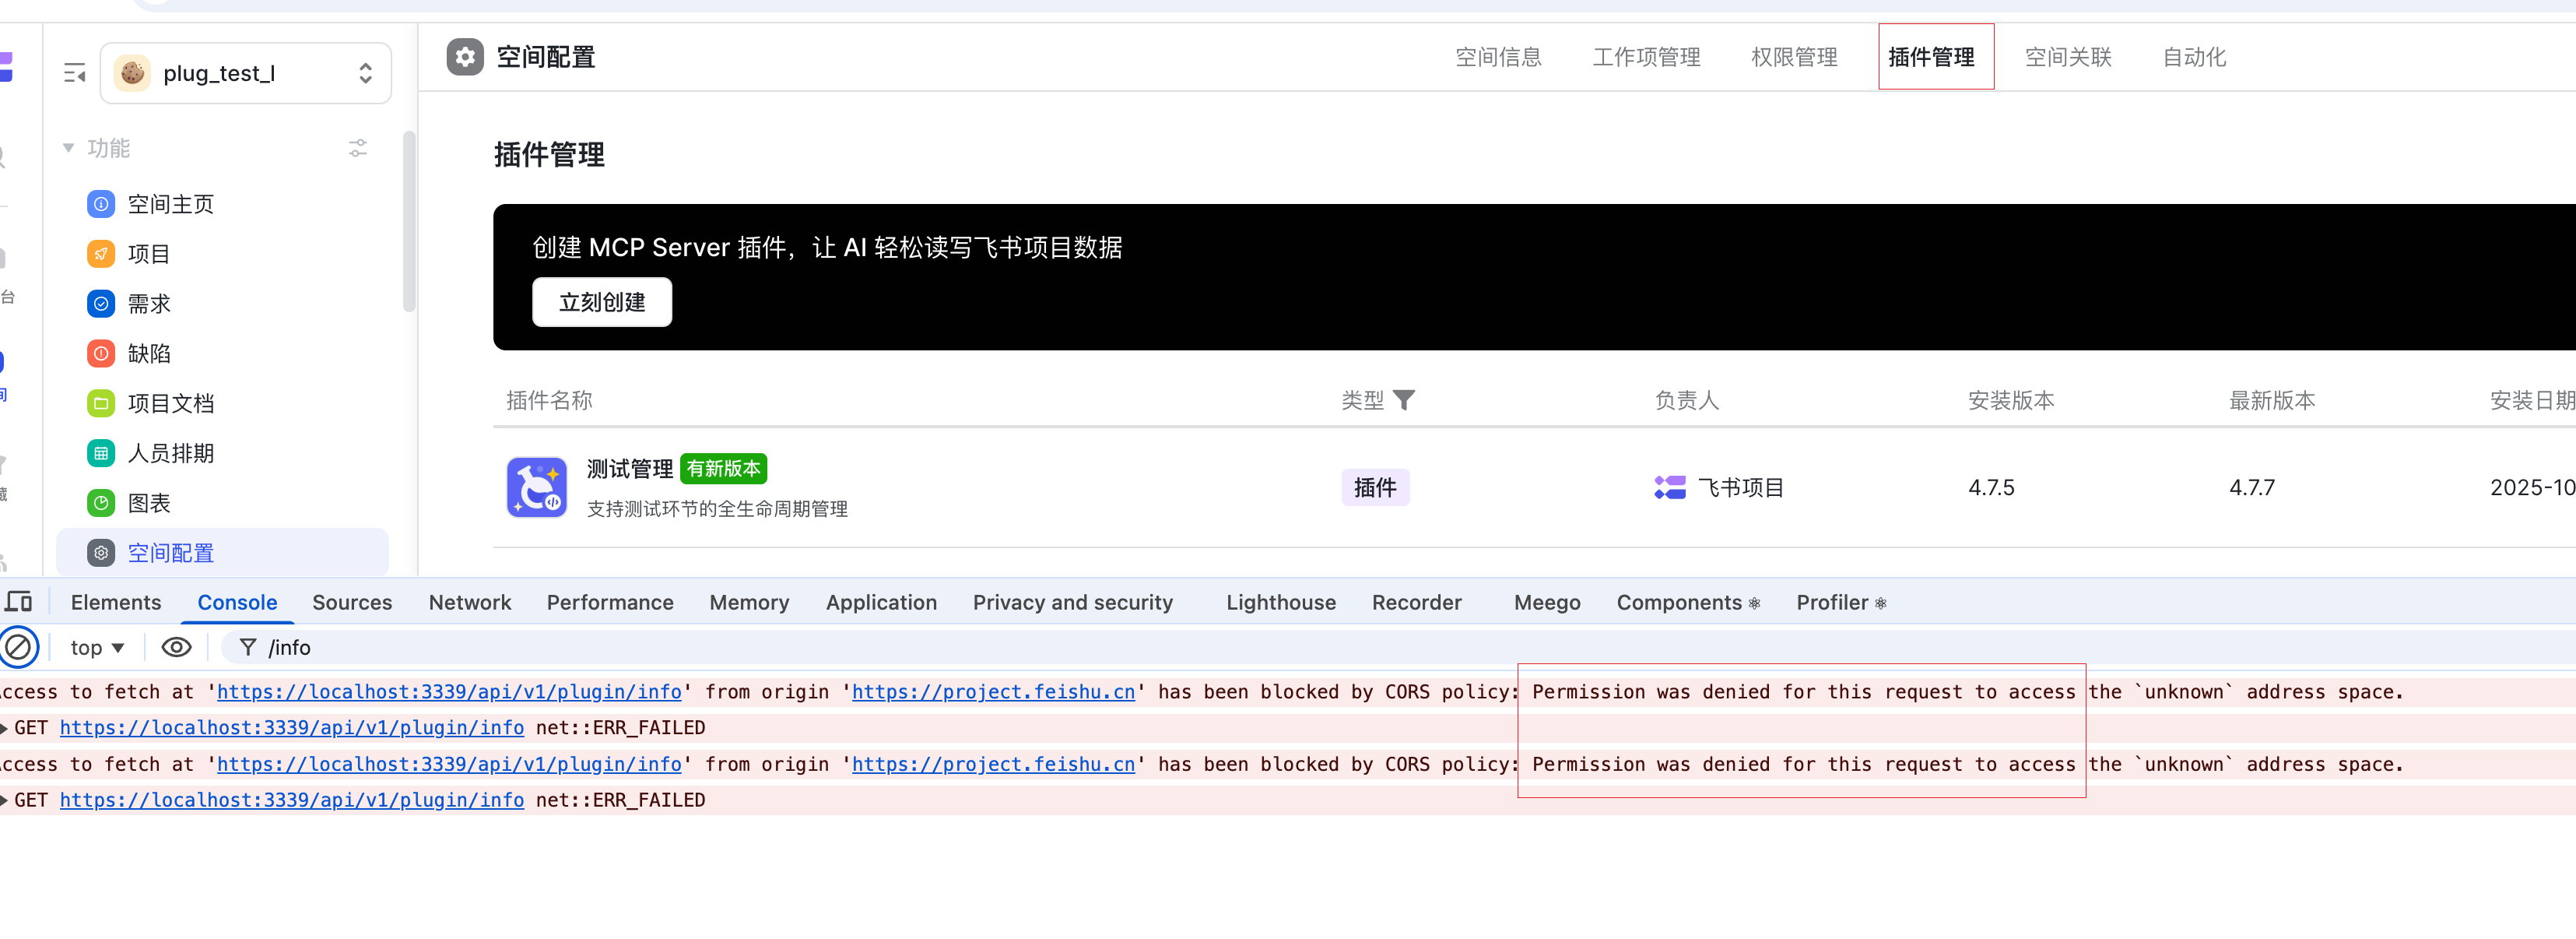 plug_test_l
空间配置
空间信息
工作项管理
权限管理
插件管理
空间关联
自动化
功能
空间主页
项目
需求
缺陷
项目文档
人员排期
图表
空间配置
台
间
藏
插件管理
创建 MCP Server 插件，让 AI 轻松读写飞书项目数据
立刻创建
插件名称
类型
负责人
安装版本
最新版本
安装日期
测试管理
有新版本
支持测试环节的全生命周期管理
插件
飞书项目
4.7.5
4.7.7
2025-10
Elements
Console
Sources
Network
Performance
Memory
Application
Privacy and security
Lighthouse
Recorder
Meego
Components
Profiler
top
/info
ccess to fetch at 'https://localhost:3339/api/v1/plugin/info' from origin 'https://project.feishu.cn' has been blocked by CORS policy: Permission was denied for this request to access the `unknown` address space.
GET https://localhost:3339/api/v1/plugin/info net::ERR_FAILED
ccess to fetch at 'https://localhost:3339/api/v1/plugin/info' from origin 'https://project.feishu.cn' has been blocked by CORS policy: Permission was denied for this request to access the `unknown` address space.
GET https://localhost:3339/api/v1/plugin/info net::ERR_FAILED